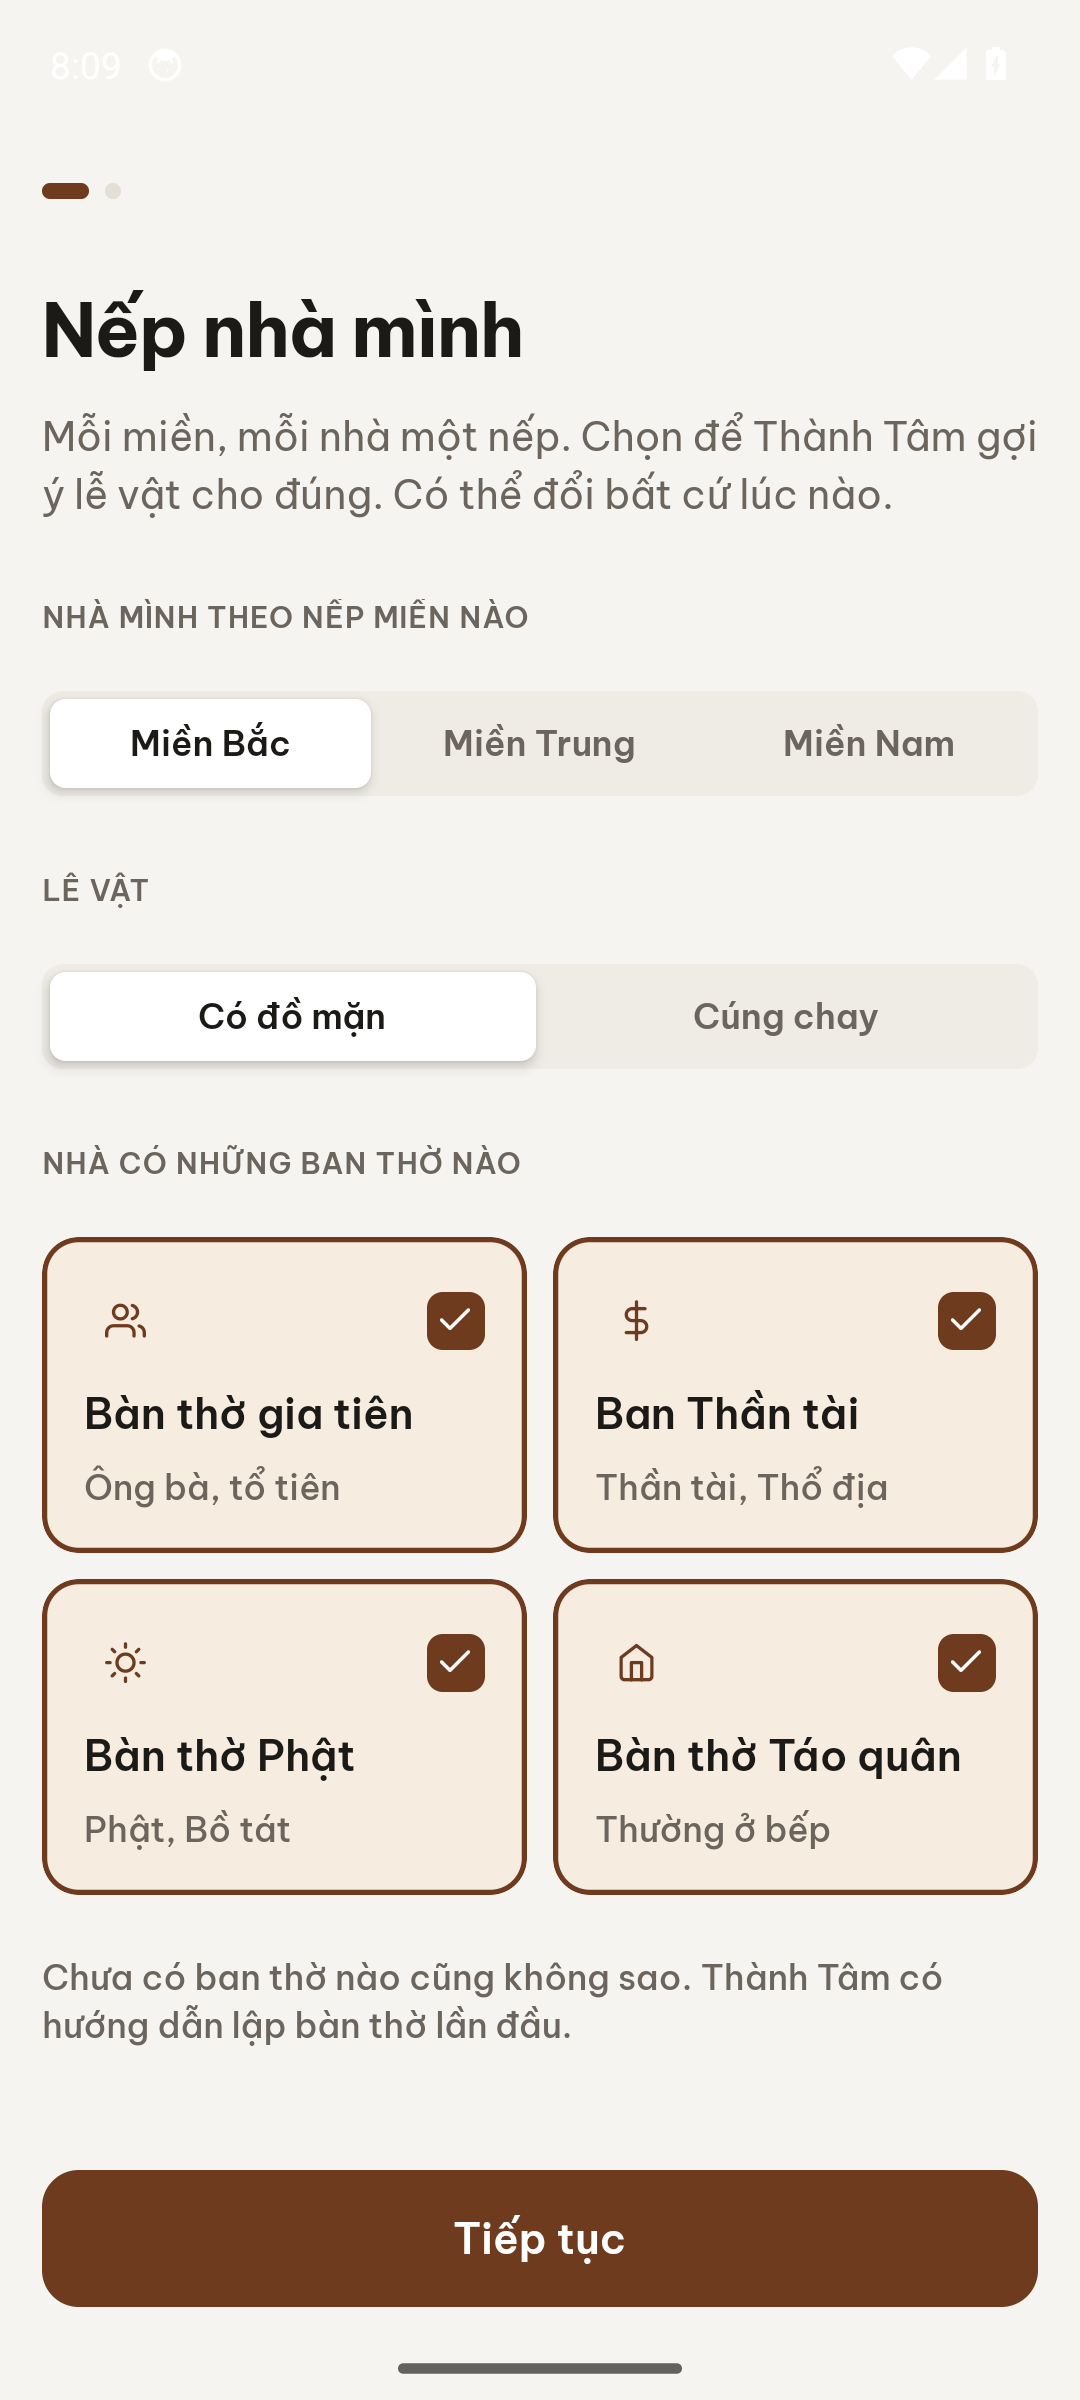 8:09
Nếp nhà mình
Mỗi miền, mỗi nhà một nếp. Chọn để Thành Tâm gợi
ý lễ vật cho đúng. Có thể đổi bất cứ lúc nào.
NHÀ MÌNH THEO NẾP MIỀN NÀO
Miền Bắc
Miền Trung
Miền Nam
LỄ VẬT
Có đồ mặn
Cúng chay
NHÀ CÓ NHỮNG BAN THỜ NÀO
Bàn thờ gia tiên
Ông bà, tổ tiên
Ban Thần tài
Thần tài, Thổ địa
Bàn thờ Phật
Phật, Bồ tát
Bàn thờ Táo quân
Thường ở bếp
Chưa có ban thờ nào cũng không sao. Thành Tâm có
hướng dẫn lập bàn thờ lần đầu.
Tiếp tục